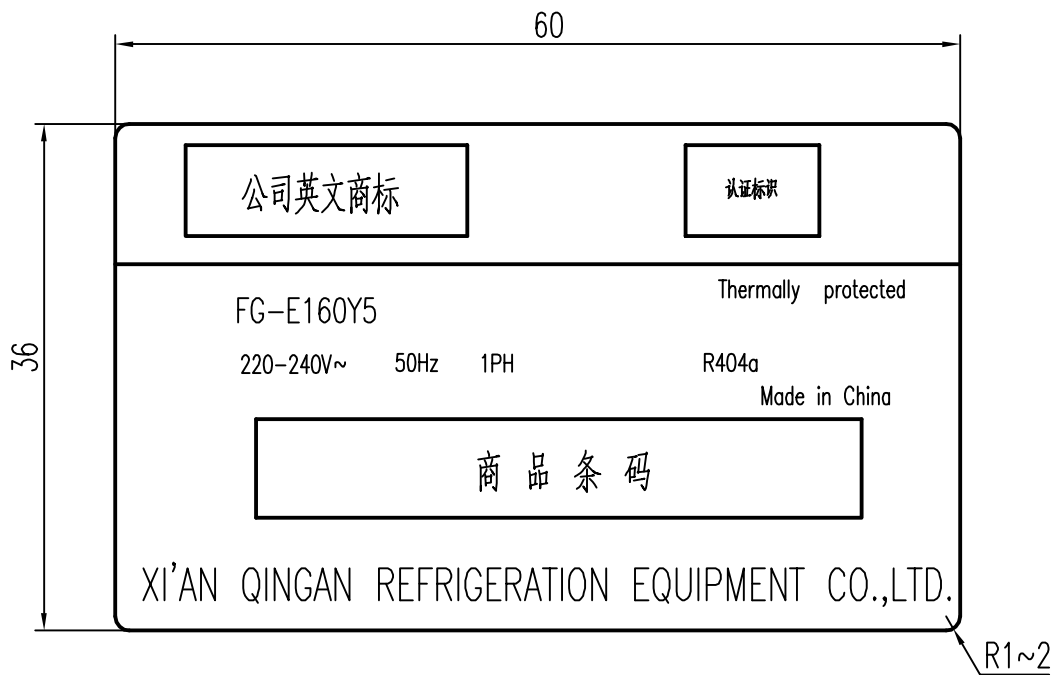 60
公司英文商标 认证标识
Thermally protected
FG-E160Y5
36
220-240V~ 50Hz 1PH R404a
Made in China
商品条码
XI'AN QINGAN REFRIGERATION EQUIPMENT CO.,LTD.
R1~2